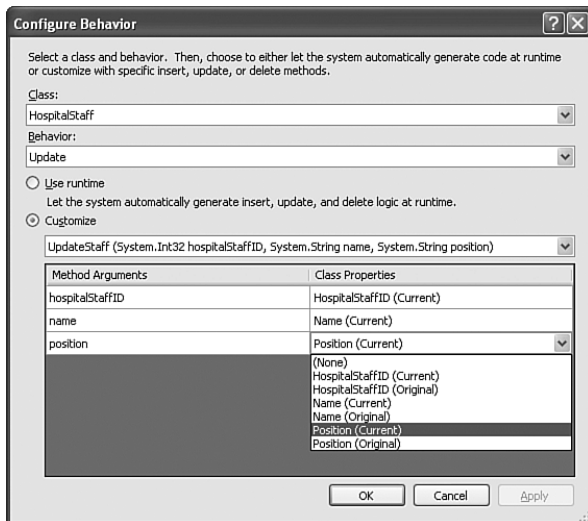 Configure Behavior
Select a class and behavior. Then, choose to either let the system automatically generate code at runtime
or customize with specific insert, update, or delete methods.
Class:
HospitalStaff
Behavior:
Update
Use runtime
Let the system automatically generate insert, update, and delete logic at runtime.
Customize
UpdateStaff (System.Int32 hospitalStaffID, System.String name, System.String position)
Method Arguments Class Properties
hospitalStaffID HospitalStaffID (Current)
name Name (Current)
position Position (Current)
(None)
HospitalStaffID (Current)
HospitalStaffID (Original)
Name (Current)
Name (Original)
Position (Current)
Position (Original)
OK Cancel Apply